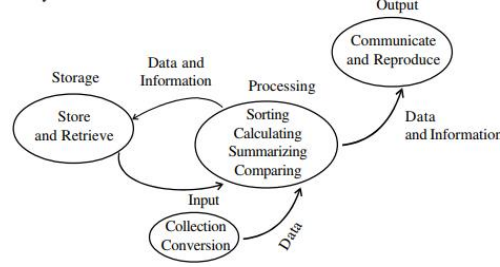 Output
Communicate
and Reproduce
Data and
Information
Storage
Processing
Store
and Retrieve
Sorting
Calculating
Summarizing
Comparing
Data
and Information
Input
Collection
Conversion
Data